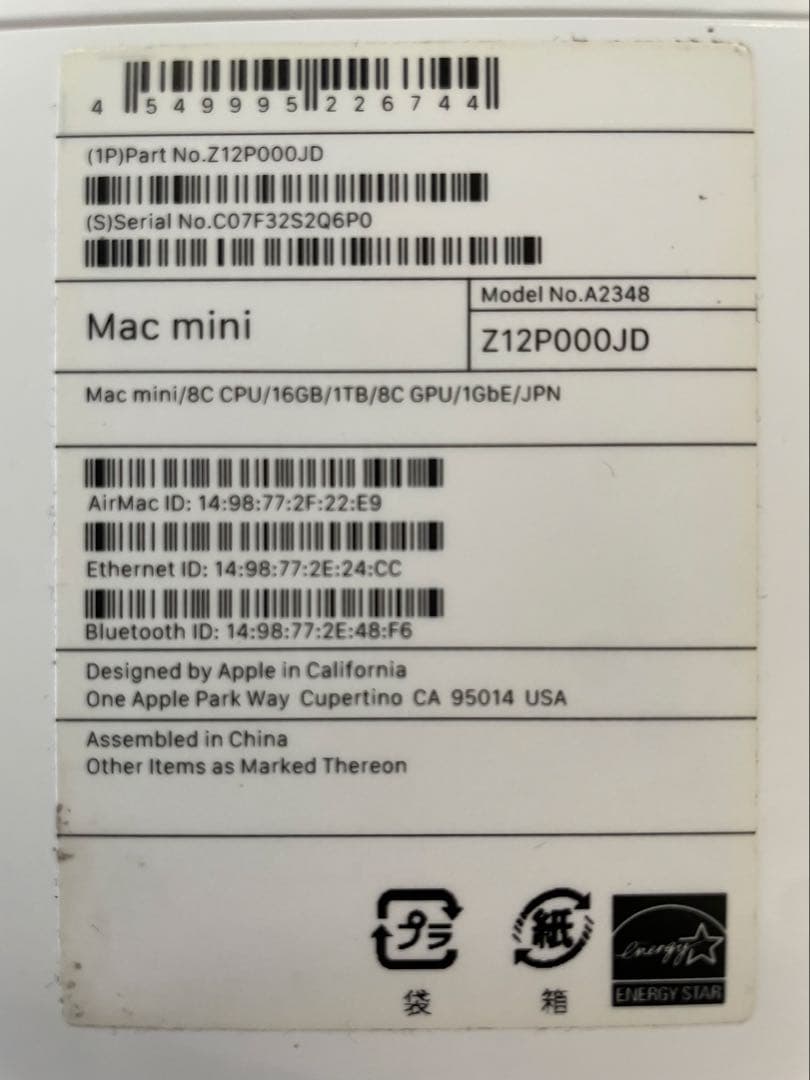 4 549995 226744
(1P)Part No.Z12P000JD
(S)Serial No.C07F32S2Q6P0
Mac mini
Model No.A2348
Z12P000JD
Mac mini/8C CPU/16GB/1TB/8C GPU/1GbE/JPN
AirMac ID: 14:98:77:2F:22:E9
Ethernet ID: 14:98:77:2E:24:CC
Bluetooth ID: 14:98:77:2E:48:F6
Designed by Apple in California
One Apple Park Way Cupertino CA 95014 USA
Assembled in China
Other Items as Marked Thereon
プラ
紙
energy
袋
箱
ENERGY STAR